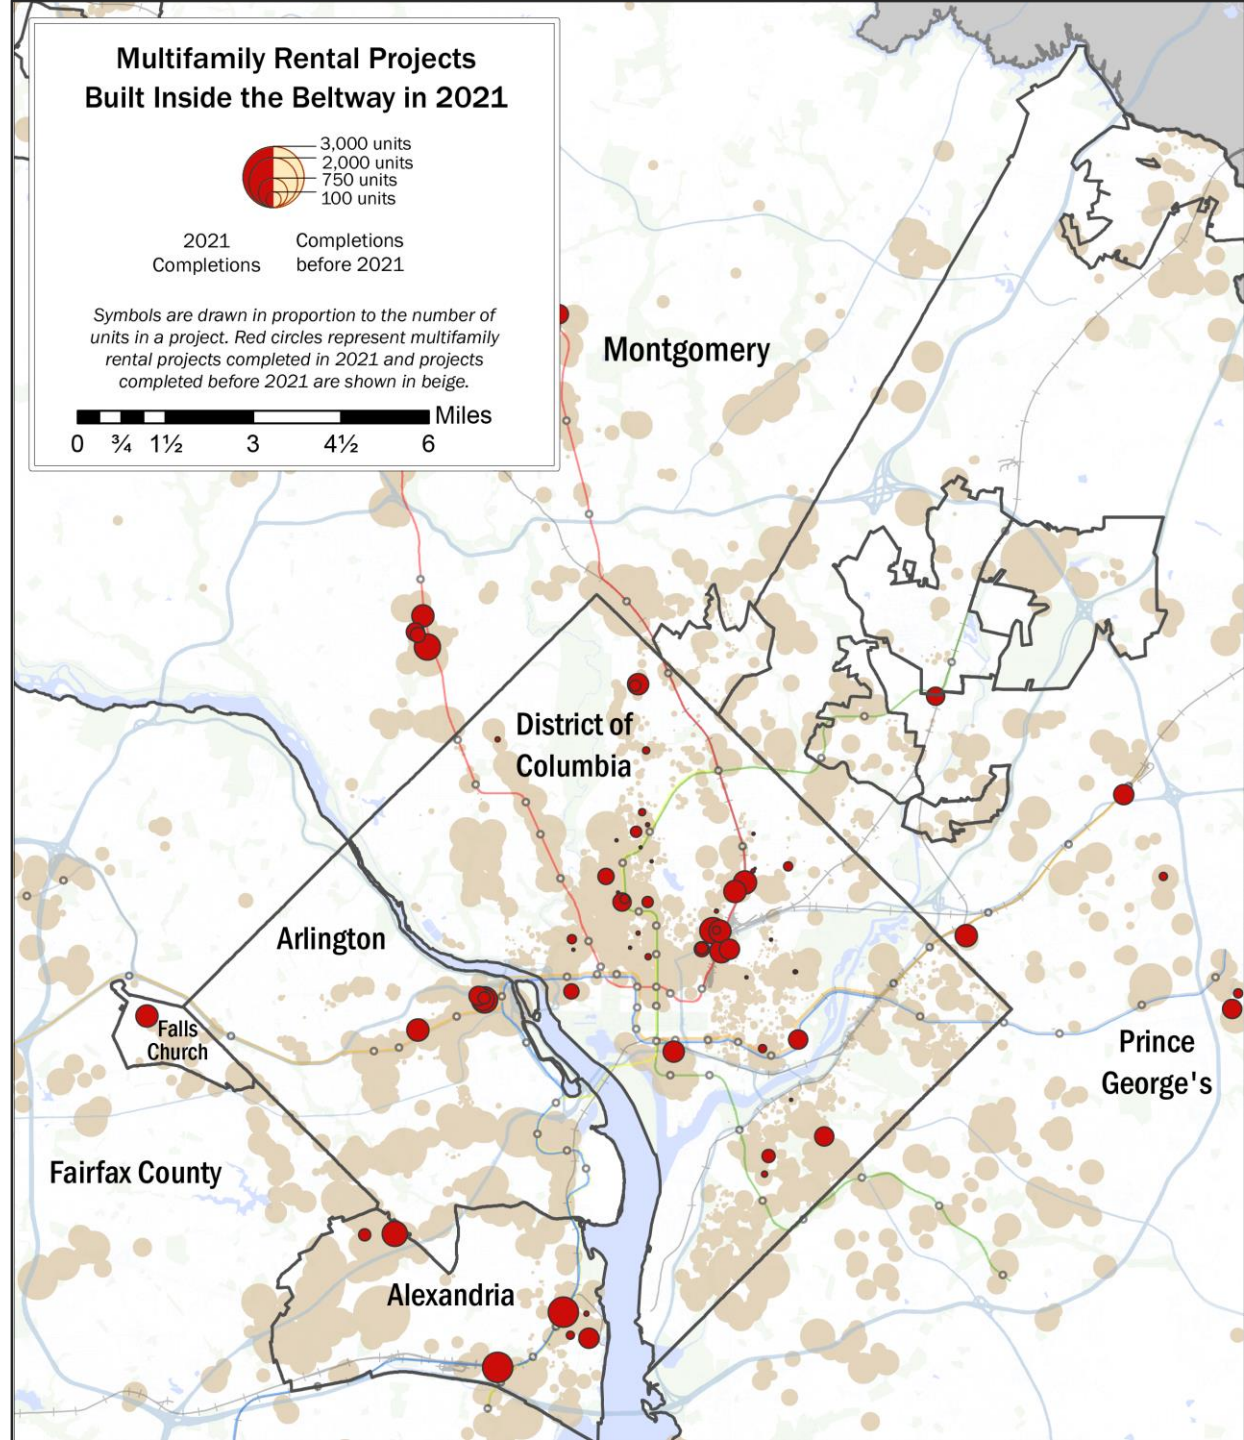 Multifamily Rental Projects
Built Inside the Beltway in 2021
3,000 units
2,000 units
750 units
100 units
2021
Completions
Completions
before 2021
Symbols are drawn in proportion to the number of
units in a project. Red circles represent multifamily
rental projects completed in 2021 and projects
completed before 2021 are shown in beige.
Miles
0 ¾ 1½ 3 4½ 6
Montgomery
District of
Columbia
Arlington
Falls
Church
Prince
George's
Fairfax County
Alexandria